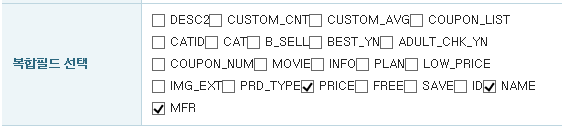 DESC2 CUSTOM_CNT CUSTOM_AVG COUPON_LIST
CATID CAT B_SELL BEST_YN ADULT_CHK_YN
복합필드 선택 COUPON_NUM MOVIE INFO PLAN LOW_PRICE
IMG_EXT PRD_TYPE PRICE FREE SAVE ID NAME
MFR